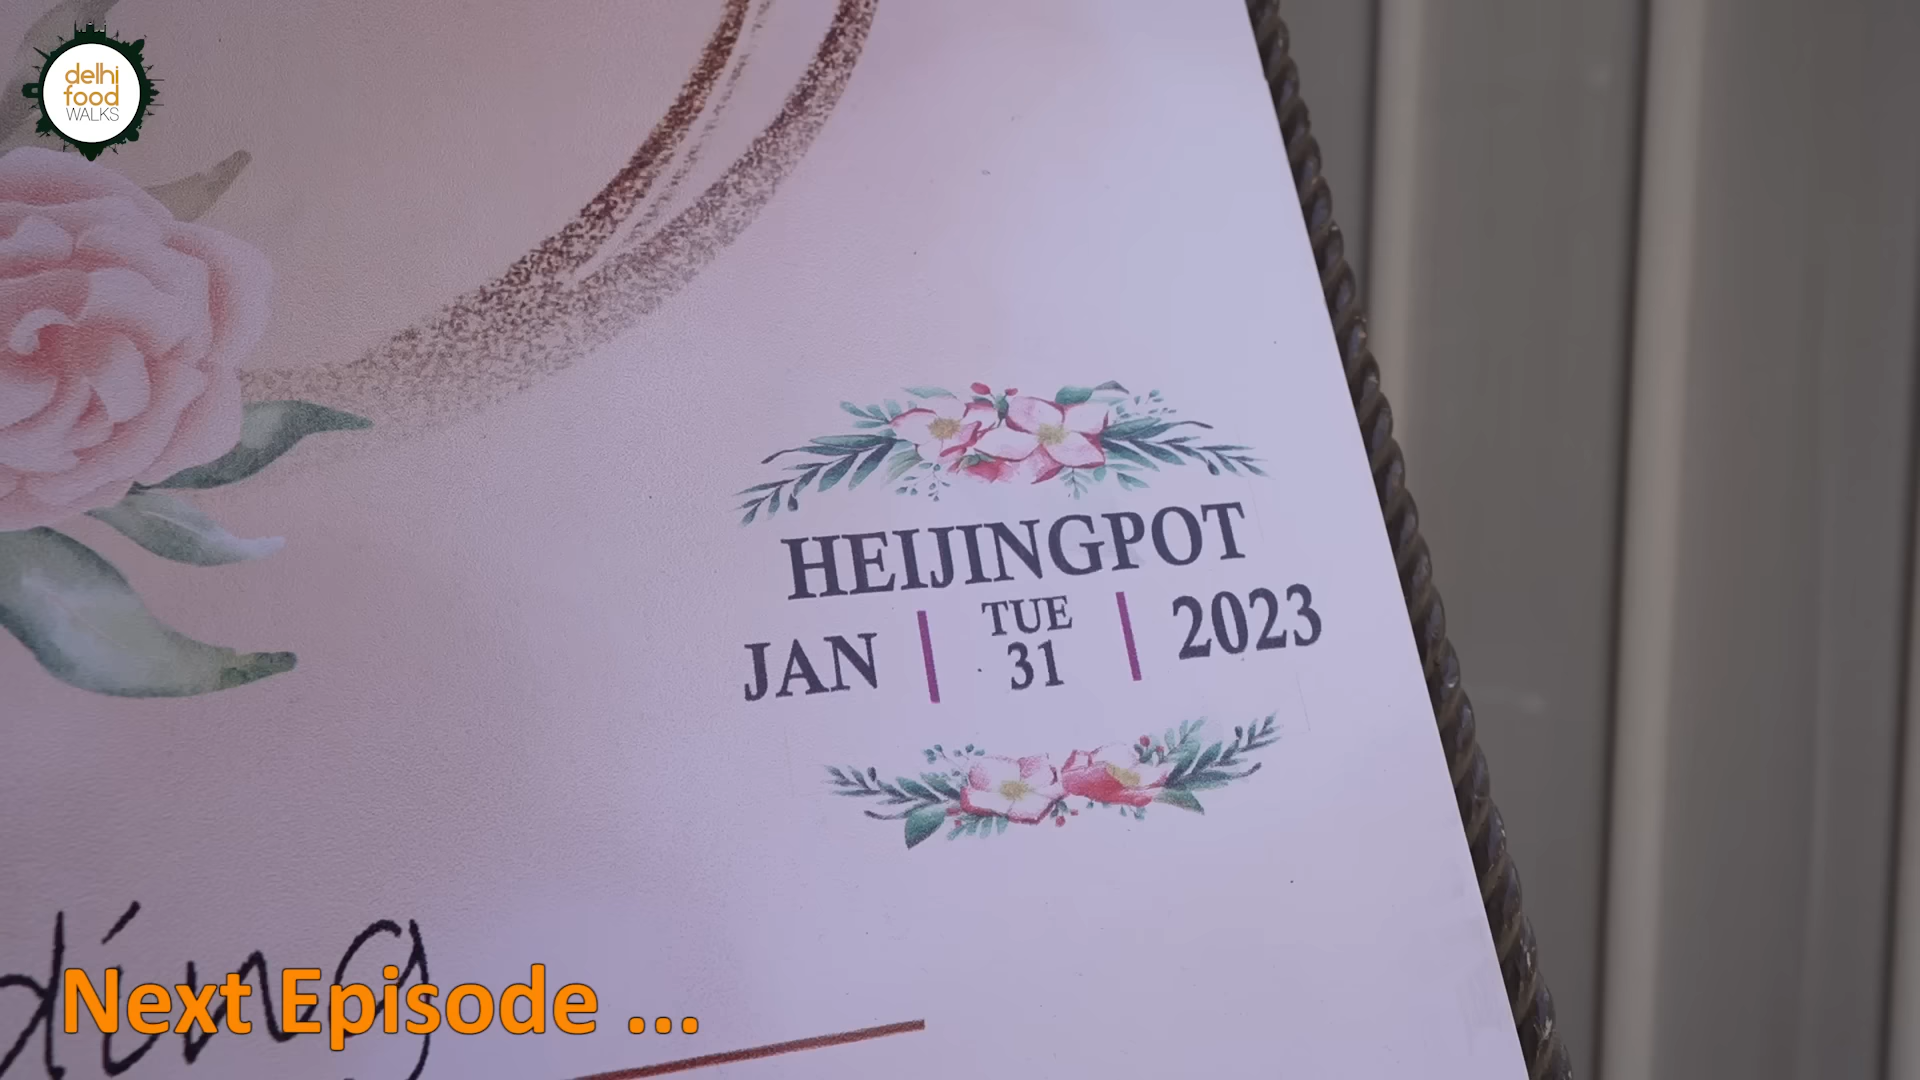 delhi
food
WALKS
HEIJINGPOT
JAN | TUE 31 | 2023
Next Episode ...